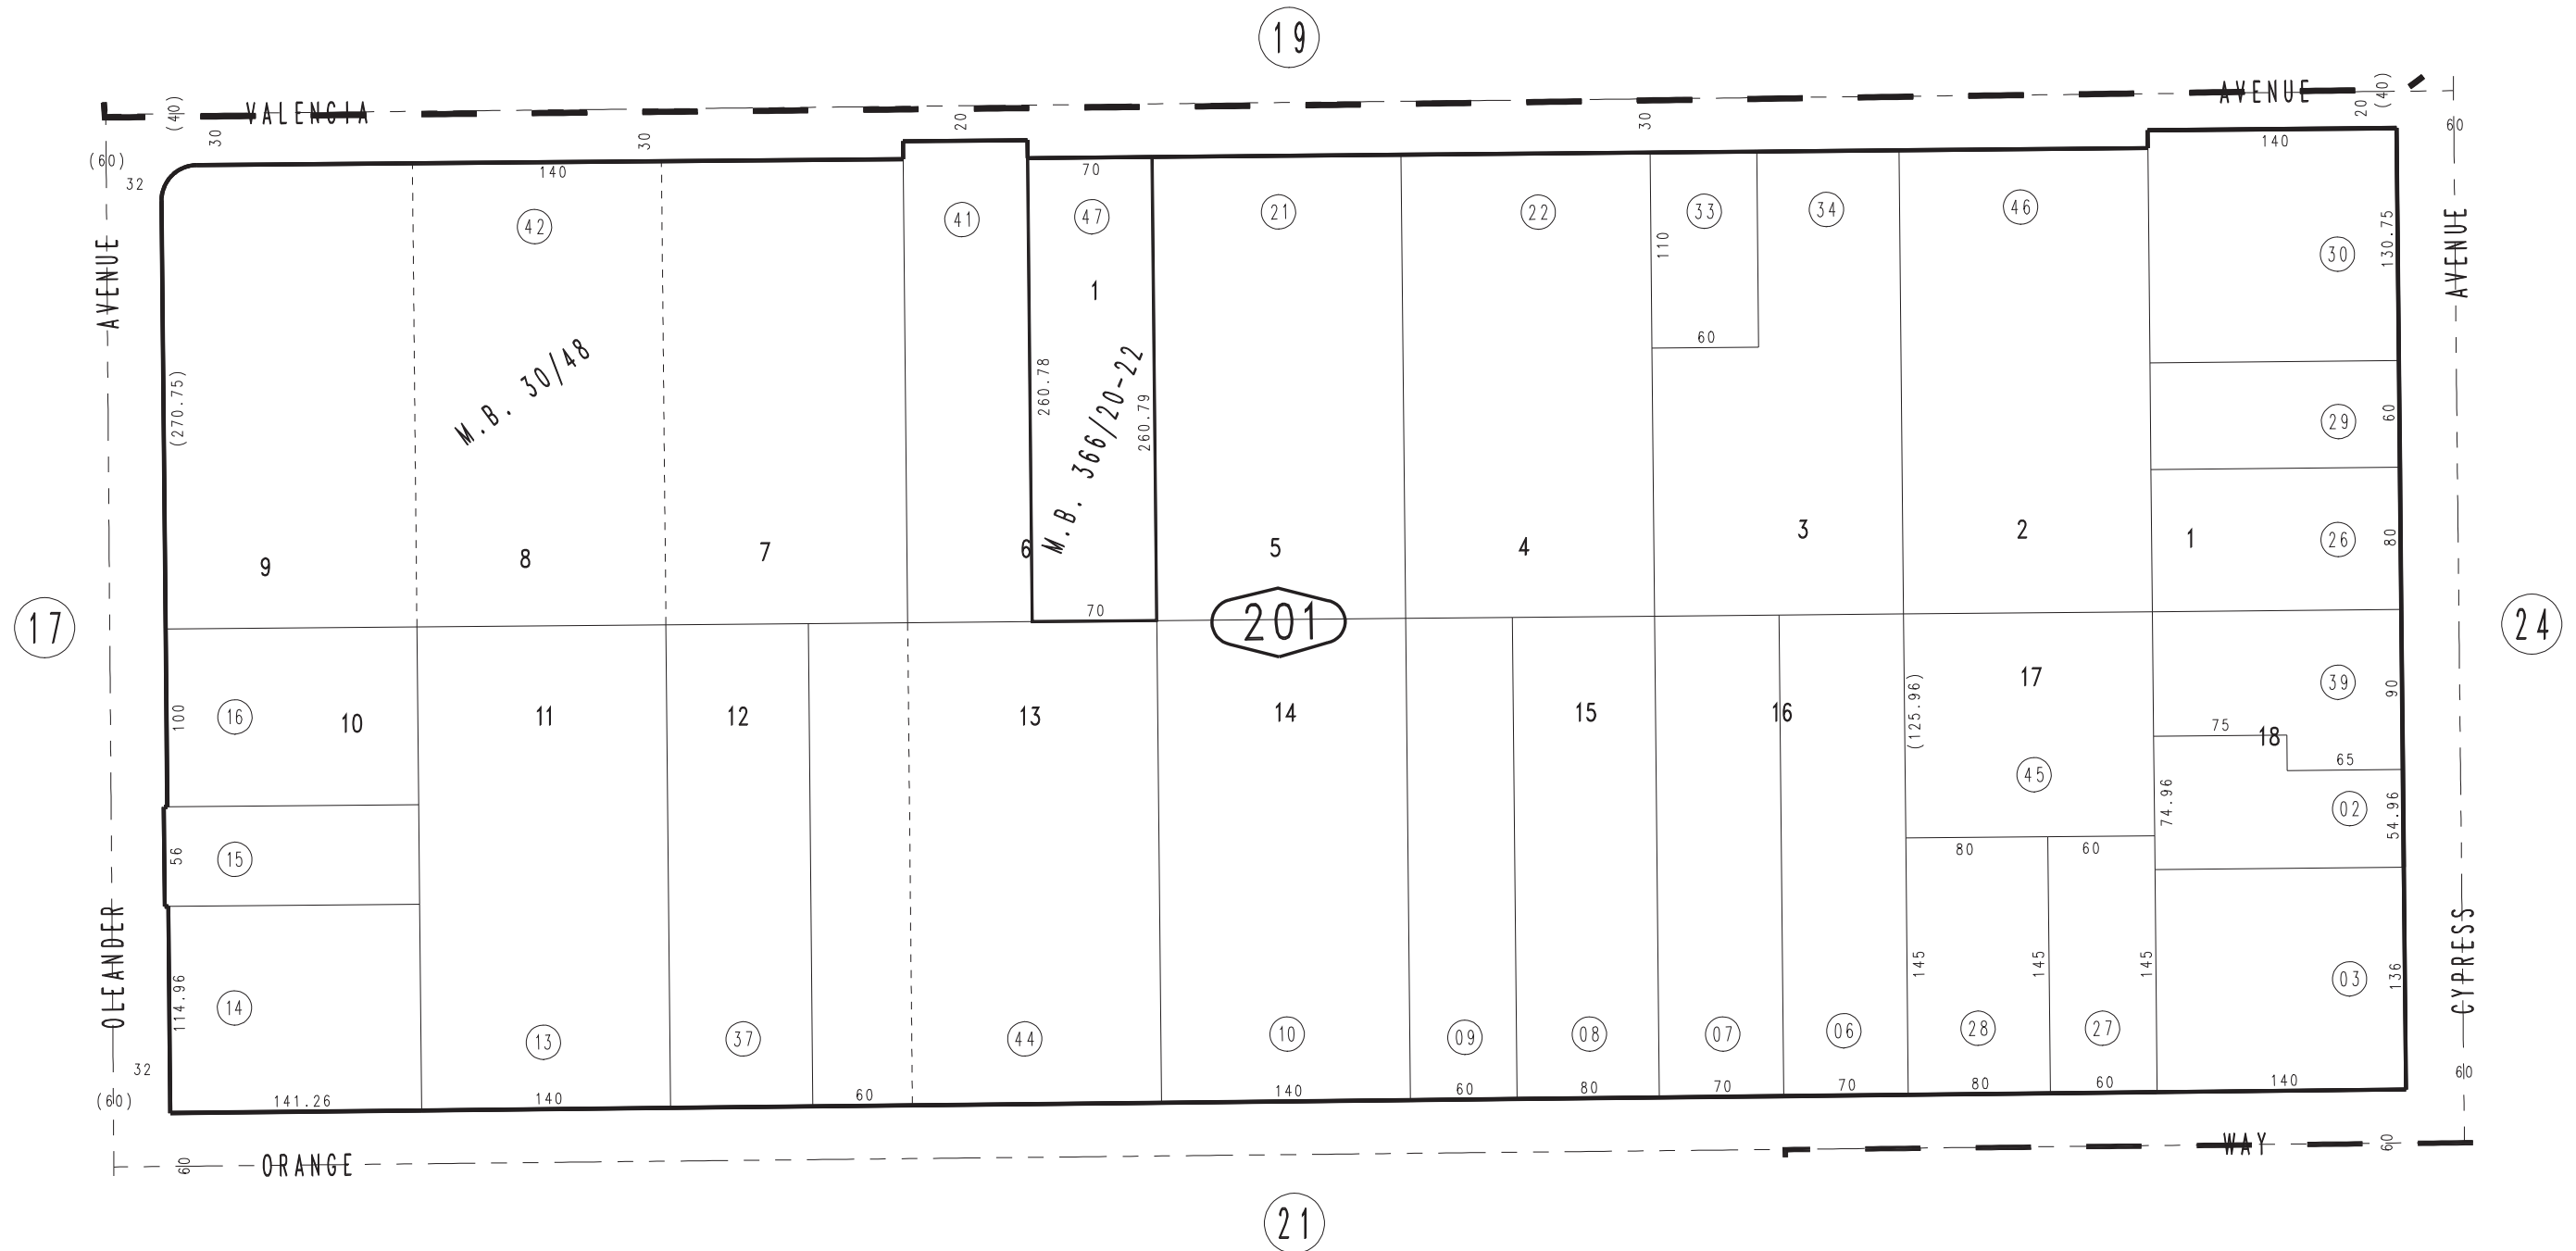 19
VALENCIA AVENUE
(40) 30 30 20 30 20 (40)
(60) 32 60
140 70 140
42 41 47 21 22 33 34 46 30
AVENUE 1 110 130.75 AVENUE
60
M.B. 30/48
(270.75)
260.78 M.B. 366/20-22 260.79
29 60
9 8 7 6 5 4 3 2 1 26 80
70
17 201 24
16 100 10 11 12 13 14 15 16 17 (125.96) 39 90
75 18 65
45
74.96 02 54.96
56 15 80 60
OLEANDER CYPRESS
114.96 14 145 145 145 03 136
13 37 44 10 09 08 07 06 28 27
32 60
(60) 141.26 140 60 140 60 80 70 70 80 60 140
60 ORANGE WAY 60
21